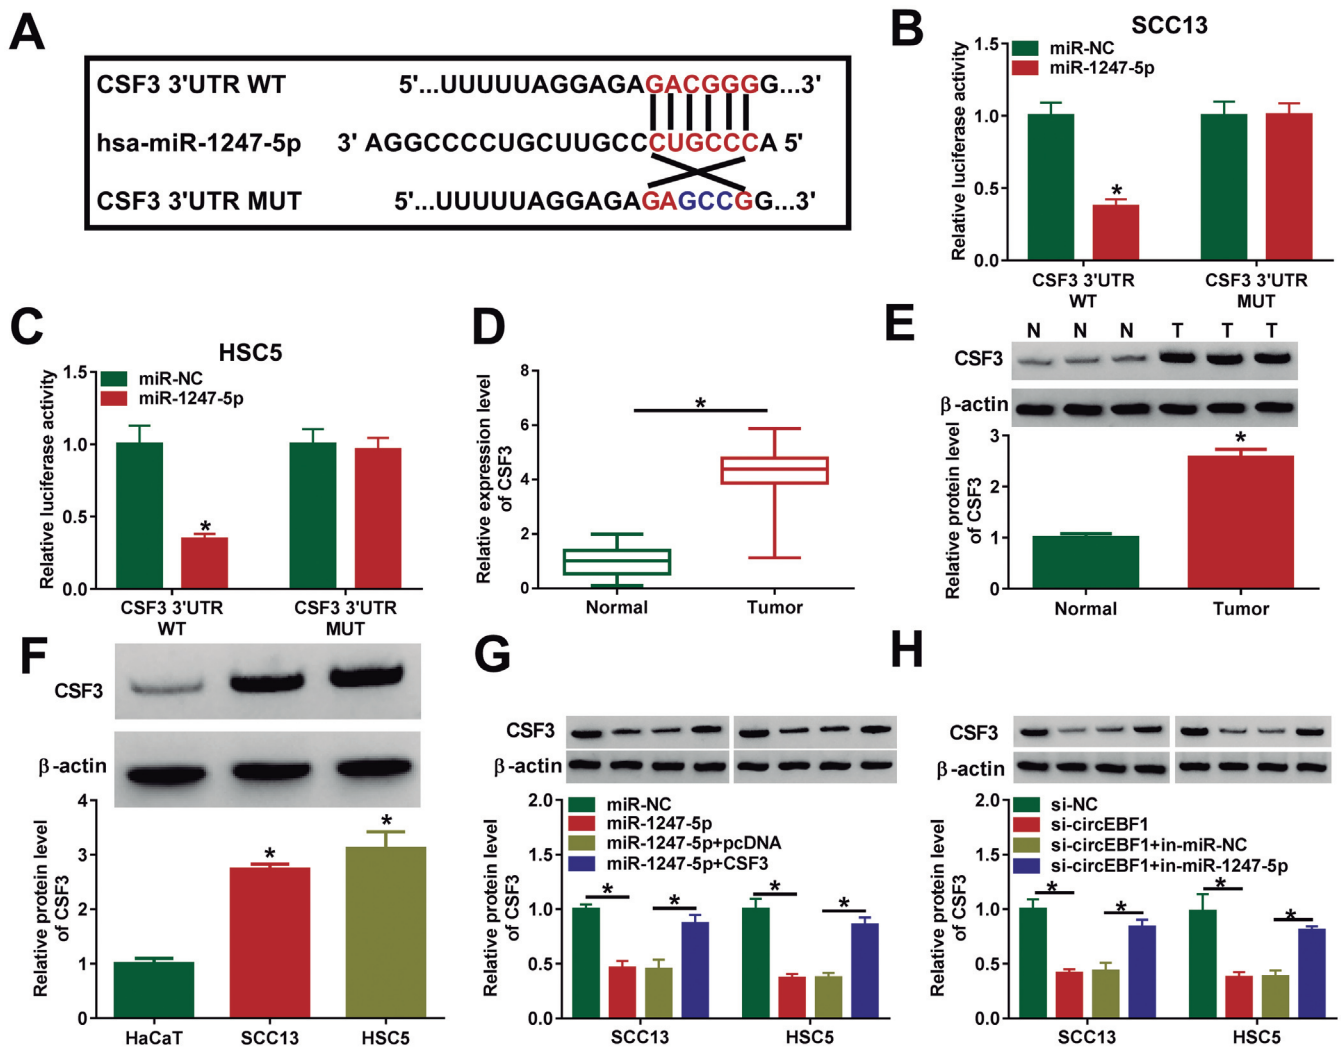 A
CSF3 3'UTR WT 5'...UUUUUAGGAGAGACGGGG...3'
hsa-miR-1247-5p 3' AGGCCCCUGCUUGCCCUGCCCA 5'
CSF3 3'UTR MUT 5'...UUUUUAGGAGAGAGCCGG...3'
B
SCC13
miR-NC
miR-1247-5p
Relative luciferase activity
1.5
1.0
0.5
0.0
*
CSF3 3'UTR WT
CSF3 3'UTR MUT
C
HSC5
miR-NC
miR-1247-5p
Relative luciferase activity
1.5
1.0
0.5
0.0
*
CSF3 3'UTR WT
CSF3 3'UTR MUT
D
Relative expression level of CSF3
8
6
4
2
0
*
Normal Tumor
E
N N N T T T
CSF3
β-actin
Relative protein level of CSF3
3
2
1
0
*
Normal Tumor
F
CSF3
β-actin
Relative protein level of CSF3
4
3
2
1
0
* *
HaCaT SCC13 HSC5
G
CSF3
β-actin
Relative protein level of CSF3
2.0
1.5
1.0
0.5
0.0
miR-NC
miR-1247-5p
miR-1247-5p+pcDNA
miR-1247-5p+CSF3
* * * *
SCC13 HSC5
H
CSF3
β-actin
Relative protein level of CSF3
2.0
1.5
1.0
0.5
0.0
si-NC
si-circEBF1
si-circEBF1+in-miR-NC
si-circEBF1+in-miR-1247-5p
* * * *
SCC13 HSC5